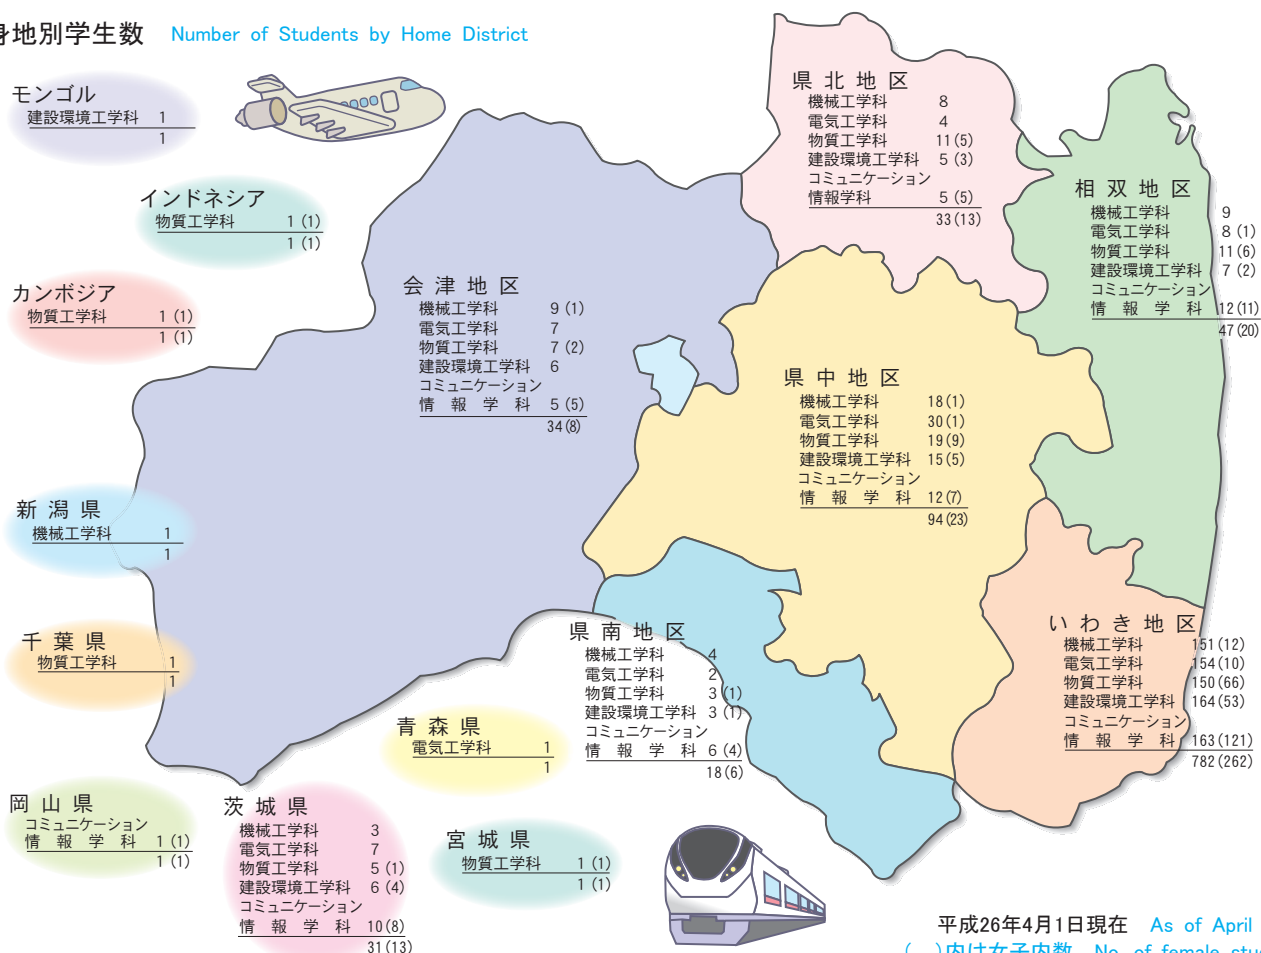 身地別学生数 Number of Students by Home District
モンゴル
建設環境工学科 1
1
インドネシア
物質工学科 1 (1)
1 (1)
カンボジア
物質工学科 1 (1)
1 (1)
新潟県
機械工学科 1
1
千葉県
物質工学科 1
1
岡山県
コミュニケーション
情報学科 1 (1)
1 (1)
茨城県
機械工学科 3
電気工学科 7
物質工学科 5 (1)
建設環境工学科 6 (4)
コミュニケーション
情報学科 10 (8)
31 (13)
青森県
電気工学科 1
1
宮城県
物質工学科 1 (1)
1 (1)
会津地区
機械工学科 9 (1)
電気工学科 7
物質工学科 7 (2)
建設環境工学科 6
コミュニケーション
情報学科 5 (5)
34 (8)
県北地区
機械工学科 8
電気工学科 4
物質工学科 11 (5)
建設環境工学科 5 (3)
コミュニケーション
情報学科 5 (5)
33 (13)
相双地区
機械工学科 9
電気工学科 8 (1)
物質工学科 11 (6)
建設環境工学科 7 (2)
コミュニケーション
情報学科 12 (11)
47 (20)
県中地区
機械工学科 18 (1)
電気工学科 30 (1)
物質工学科 19 (9)
建設環境工学科 15 (5)
コミュニケーション
情報学科 12 (7)
94 (23)
県南地区
機械工学科 4
電気工学科 2
物質工学科 3 (1)
建設環境工学科 3 (1)
コミュニケーション
情報学科 6 (4)
18 (6)
いわき地区
機械工学科 151 (12)
電気工学科 154 (10)
物質工学科 150 (66)
建設環境工学科 164 (53)
コミュニケーション
情報学科 163 (121)
782 (262)
平成26年4月1日現在 As of April
( )内は女子内数 No. of female